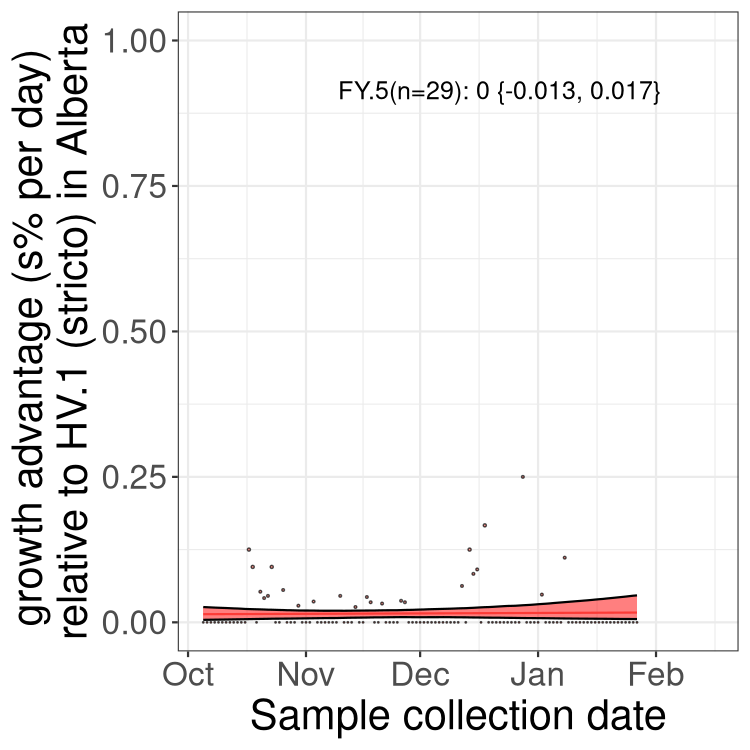 growth advantage (s% per day)
relative to HV.1 (stricto) in Alberta
1.00
0.75
0.50
0.25
0.00
FY.5(n=29): 0 {-0.013, 0.017}
Oct Nov Dec Jan Feb
Sample collection date